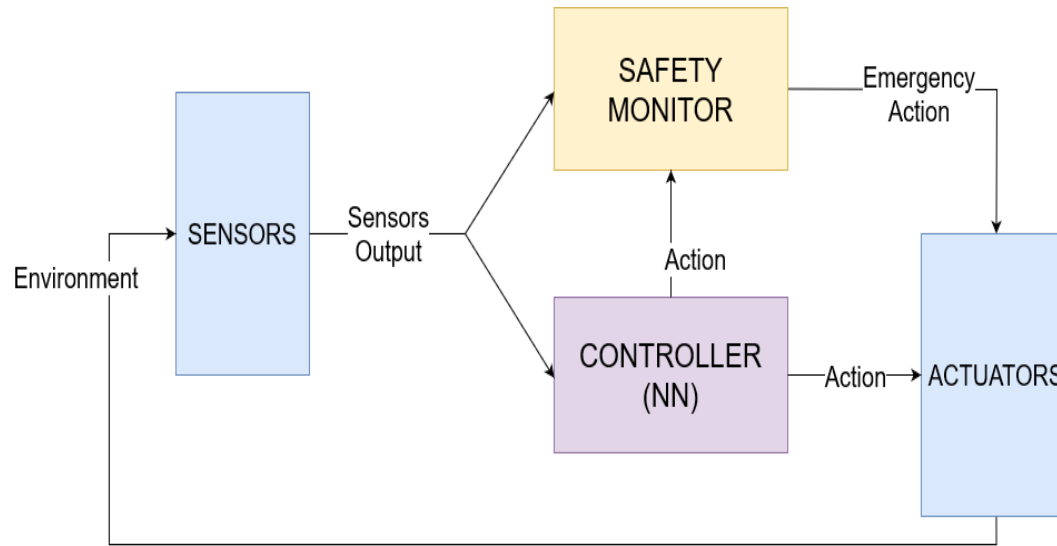 SAFETY
MONITOR
Emergency
Action
SENSORS
Sensors
Output
Environment
Action
CONTROLLER
(NN)
Action
ACTUATORS